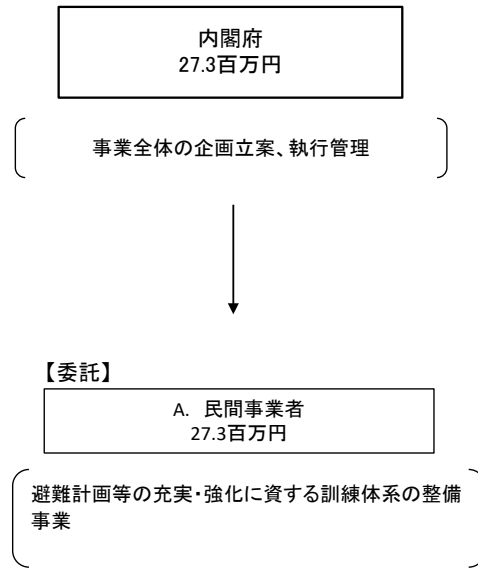 内閣府
27.3百万円
事業全体の企画立案、執行管理
【委託】
A. 民間事業者
27.3百万円
避難計画等の充実・強化に資する訓練体系の整備
事業